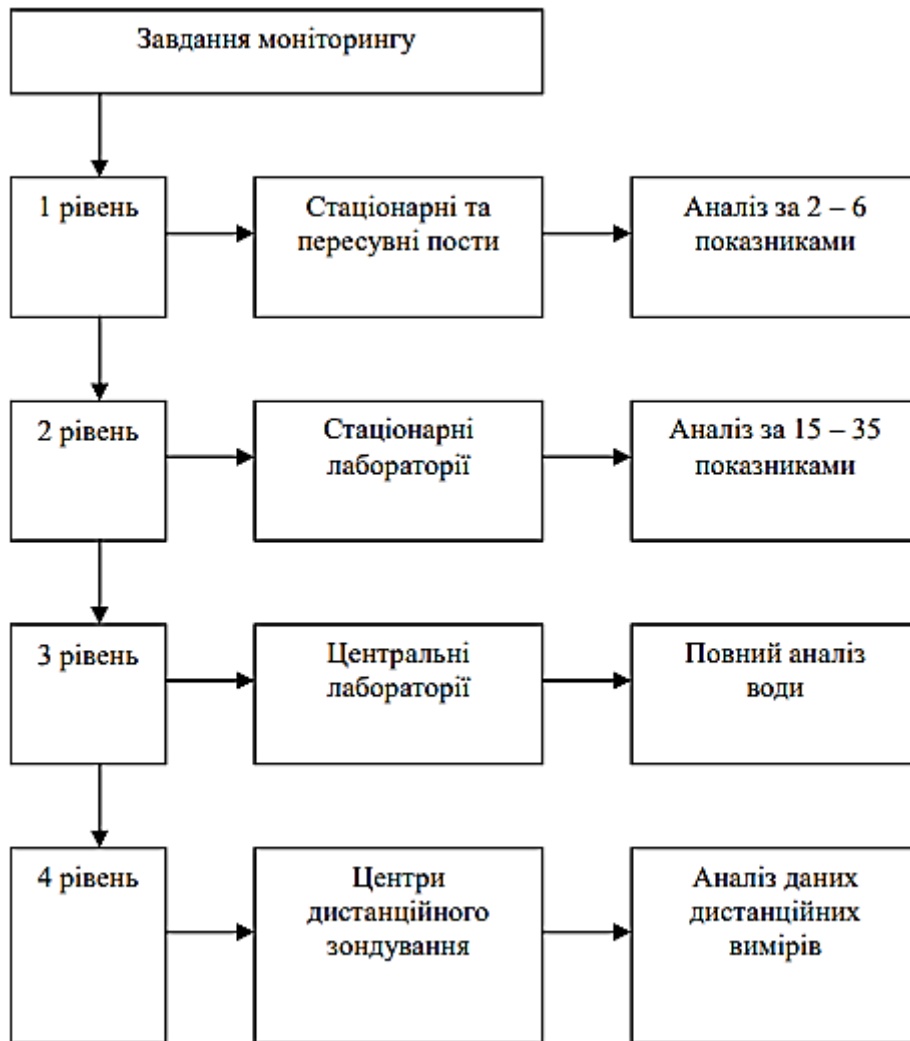 Завдання моніторингу
1 рівень
Стаціонарні та
пересувні пости
Аналіз за 2 – 6
показниками
2 рівень
Стаціонарні
лабораторії
Аналіз за 15 – 35
показниками
3 рівень
Центральні
лабораторії
Повний аналіз
води
4 рівень
Центри
дистанційного
зондування
Аналіз даних
дистанційних
вимірів